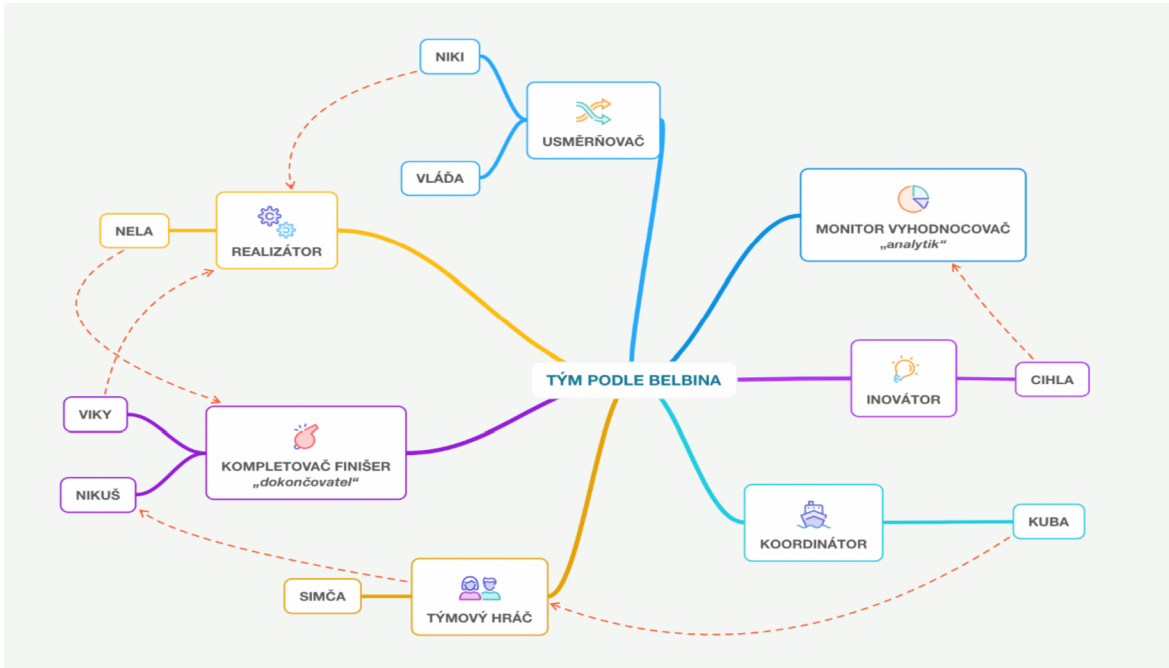 NIKI
USMĚRŇOVAČ
VLÁĎA
NELA
REALIZÁTOR
MONITOR VYHODNOCOVAČ
„analytik“
TÝM PODLE BELBINA
INOVÁTOR
CIHLA
VIKY
KOMPLETOVAČ FINIŠER
„dokončovatel“
NIKUŠ
KOORDINÁTOR
KUBA
SIMČA
TÝMOVÝ HRÁČ